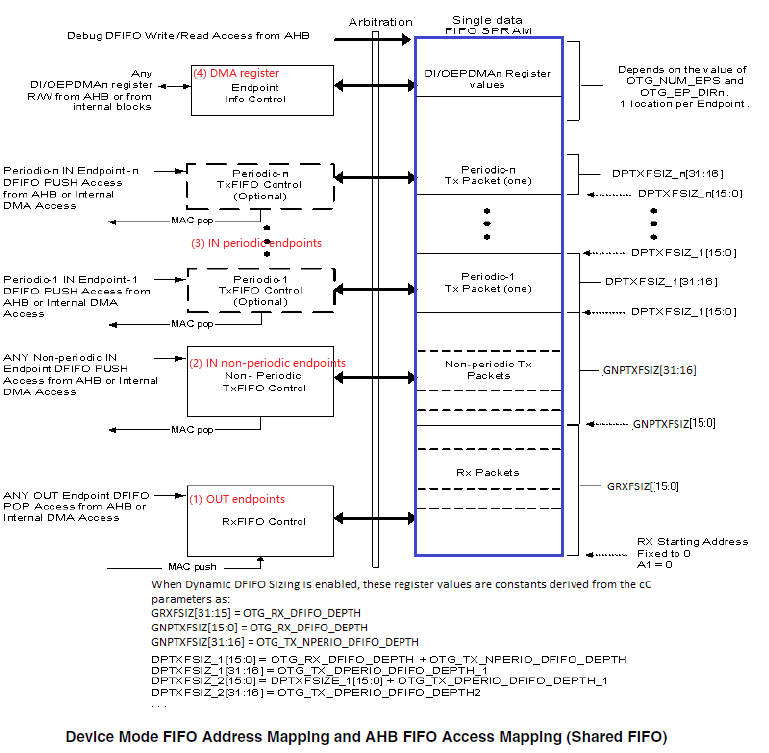 Debug DFIFO Write/Read Access from AHB
Arbitration
Single data
FIFO SPRAM
Any
DI/OEPDMAn register
R/W from AHB or from
internal blocks
(4) DMA register
Endpoint
Info Control
DI/OEPDMAn Register
values
Depends on the value of
OTG_NUM_EPS and
OTG_EP_DIRn.
1 location per Endpoint.
Periodic-n IN Endpoint-n
DFIFO PUSH Access
from AHB or Internal
DMA Access
Periodic-n
TxFIFO Control
(Optional)
MAC pop
Periodic-n
Tx Packet (one)
DPTXFSIZ_n[31:16]
DPTXFSIZ_n[15:0]
(3) IN periodic endpoints
DPTXFSIZ_1[15:0]
Periodic-1 IN Endpoint-1
DFIFO PUSH Access from
AHB or Internal DMA
Access
Periodic-1
TxFIFO Control
(Optional)
MAC pop
Periodic-1
Tx Packet (one)
DPTXFSIZ_1[31:16]
DPTXFSIZ_1[15:0]
ANY Non-periodic IN
Endpoint DFIFO PUSH
Access from AHB or Internal
DMA Access
(2) IN non-periodic endpoints
Non- Periodic
TxFIFO Control
MAC pop
Non-periodic Tx
Packets
GNPTXFSIZ[31:16]
GNPTXFSIZ[15:0]
ANY OUT Endpoint DFIFO
POP Access from AHB or
Internal DMA Access
(1) OUT endpoints
RxFIFO Control
MAC push
Rx Packets
GRXFSIZ[[15:0]
RX Starting Address
Fixed to 0
A1 = 0
When Dynamic DFIFO Sizing is enabled, these register values are constants derived from the cC
parameters as:
GRXFSIZ[31:15] = OTG_RX_DFIFO_DEPTH
GNPTXFSIZ[15:0] = OTG_RX_DFIFO_DEPTH
GNPTXFSIZ[31:16] = OTG_TX_NPERIO_DFIFO_DEPTH
DPTXFSIZ_1[15:0] = OTG_RX_DFIFO_DEPTH + OTG_TX_NPERIO_DFIFO_DEPTH
DPTXFSIZ_1[31:16] = OTG_TX_DPERIO_DFIFO_DEPTH_1
DPTXFSIZ_2[15:0] = DPTXFSIZE_1[15:0] + OTG_TX_DPERIO_DFIFO_DEPTH_1
DPTXFSIZ_2[31:16] = OTG_TX_DPERIO_DFIFO_DEPTH2
. . .
Device Mode FIFO Address Mapping and AHB FIFO Access Mapping (Shared FIFO)